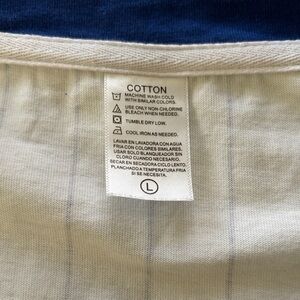 COTTON
MACHINE WASH COLD
WITH SIMILAR COLORS.
USE ONLY NON-CHLORINE
BLEACH WHEN NEEDED.
TUMBLE DRY LOW.
COOL IRON AS NEEDED.
LAVAR EN LAVADORA CON AGUA
FRIA CON COLORES SIMILARES.
USAR SOLO BLANQUEADOR SIN
CLORO CUANDO NECESARIO.
SECAR EN SECADORA CICLO LENTO.
PLANCHADO A TEMPERATURA FRIA
SI SE NECESITA.
L